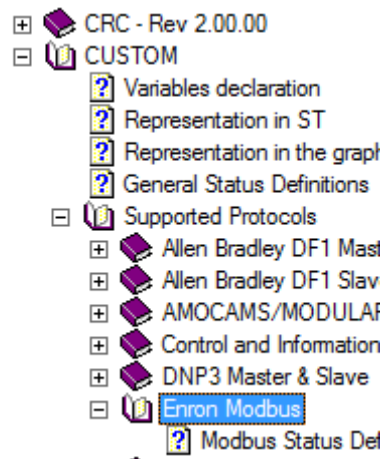 CRC - Rev 2.00.00
CUSTOM
Variables declaration
Representation in ST
Representation in the grap
General Status Definitions
Supported Protocols
Allen Bradley DF1 Mast
Allen Bradley DF1 Slav
AMOCAMS/MODULAR
Control and Information
DNP3 Master & Slave
Enron Modbus
Modbus Status Def